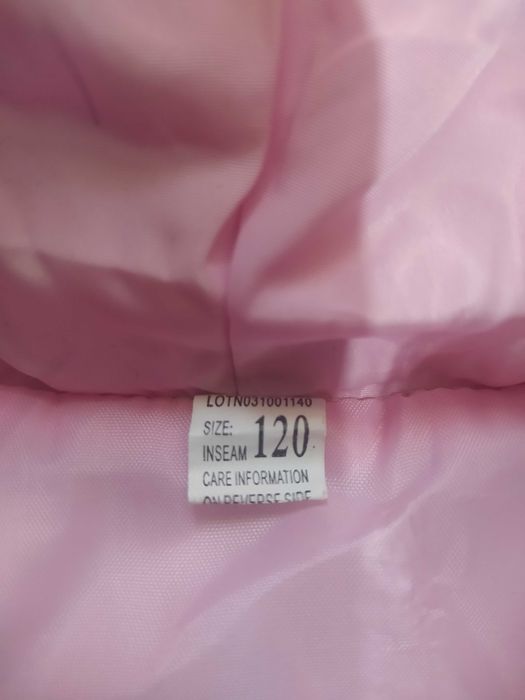 LOTN031001140
SIZE: 120
INSEAM
CARE INFORMATION
ON REVERSE SIDE